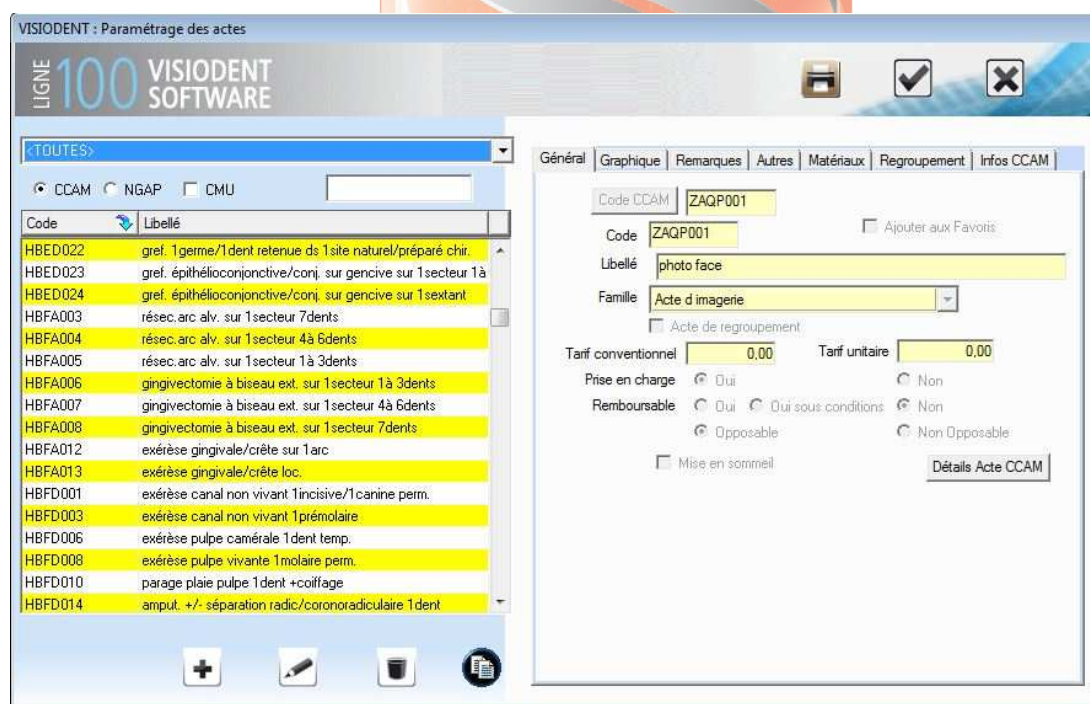 VISIODENT : Paramétrage des actes
LIGNE 100 VISIODENT SOFTWARE
<TOUTES>
CCAM NGAP CMU
Code Libellé
HBED022 gref. 1germe/1dent retenue ds 1site naturel/préparé chir.
HBED023 gref. épithélioconjonctive/conj. sur gencive sur 1secteur 1à
HBED024 gref. épithélioconjonctive/conj. sur gencive sur 1sextant
HBFA003 résec.arc alv. sur 1secteur 7dents
HBFA004 résec.arc alv. sur 1secteur 4à 6dents
HBFA005 résec.arc alv. sur 1secteur 1à 3dents
HBFA006 gingivectomie à biseau ext. sur 1secteur 1à 3dents
HBFA007 gingivectomie à biseau ext. sur 1secteur 4à 6dents
HBFA008 gingivectomie à biseau ext. sur 1secteur 7dents
HBFA012 exérèse gingivale/crête sur 1arc
HBFA013 exérèse gingivale/crête loc.
HBFD001 exérèse canal non vivant 1incisive/1canine perm.
HBFD003 exérèse canal non vivant 1prémolaire
HBFD006 exérèse pulpe camérale 1dent temp.
HBFD008 exérèse pulpe vivante 1molaire perm.
HBFD010 parage plaie pulpe 1dent +coiffage
HBFD014 amput. +/- séparation radic/coronoradiculaire 1dent
Général Graphique Remarques Autres Matériaux Regroupement Infos CCAM
Code CCAM ZAQP001
Code ZAQP001 Ajouter aux Favoris
Libellé photo face
Famille Acte d imagerie
Acte de regroupement
Tarif conventionnel 0,00 Tarif unitaire 0,00
Prise en charge Oui Non
Remboursable Oui Oui sous conditions Non
Opposable Non Opposable
Mise en sommeil Détails Acte CCAM